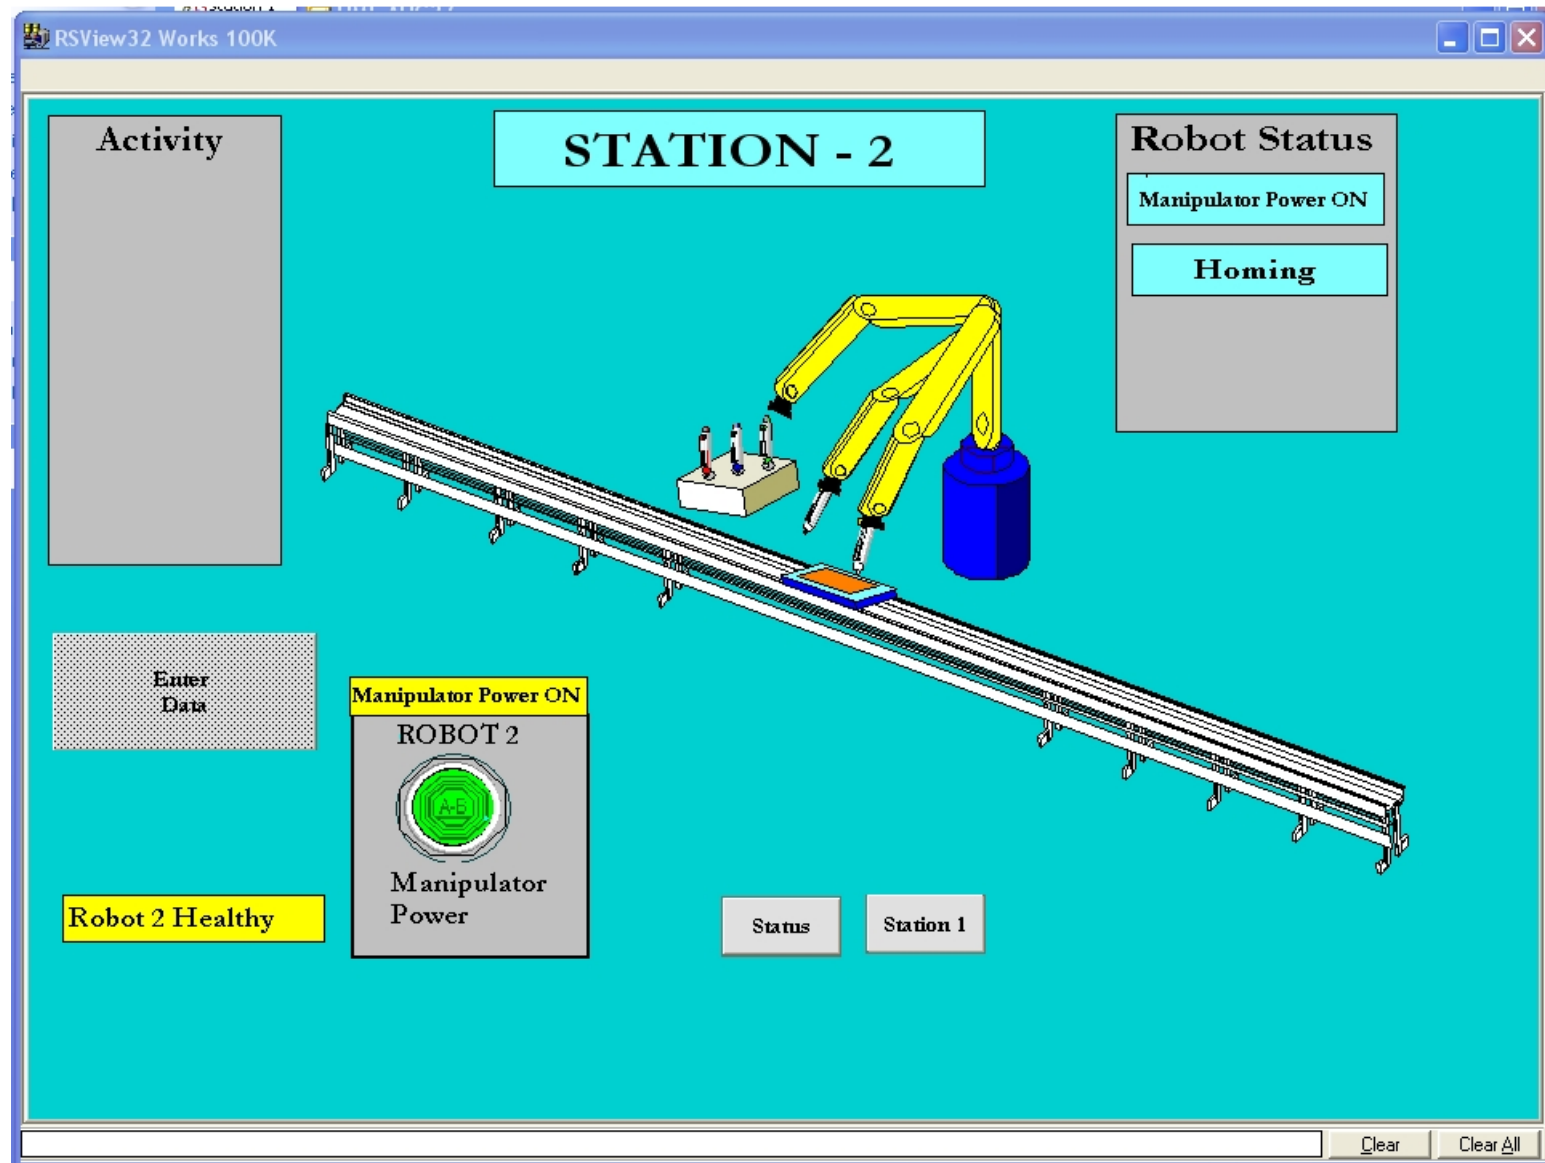 RSView32 Works 100K
Activity
STATION - 2
Robot Status
Manipulator Power ON
Homing
Enter
Data
Manipulator Power ON
ROBOT 2
A-B
Manipulator
Power
Robot 2 Healthy
Status
Station 1
Clear
Clear All